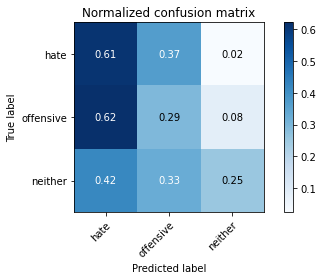 Normalized confusion matrix
True label
hate 0.61 0.37 0.02
offensive 0.62 0.29 0.08
neither 0.42 0.33 0.25
hate offensive neither
Predicted label
0.6
0.5
0.4
0.3
0.2
0.1